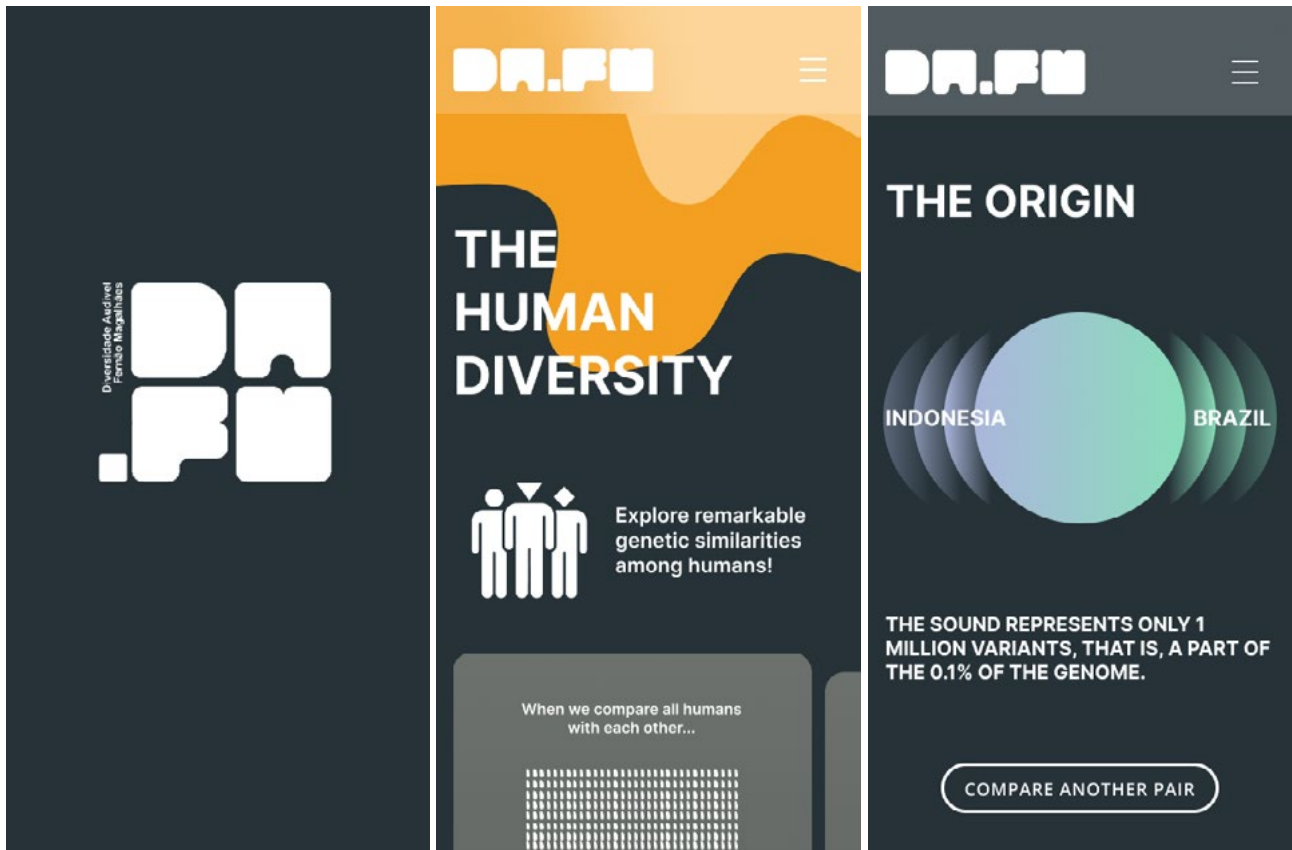 Diversidade Audível
Fernão Magalhães
DA
.FM
DA.FM
THE
HUMAN
DIVERSITY
Explore remarkable
genetic similarities
among humans!
When we compare all humans
with each other...
DA.FM
THE ORIGIN
INDONESIA
BRAZIL
THE SOUND REPRESENTS ONLY 1
MILLION VARIANTS, THAT IS, A PART OF
THE 0.1% OF THE GENOME.
COMPARE ANOTHER PAIR